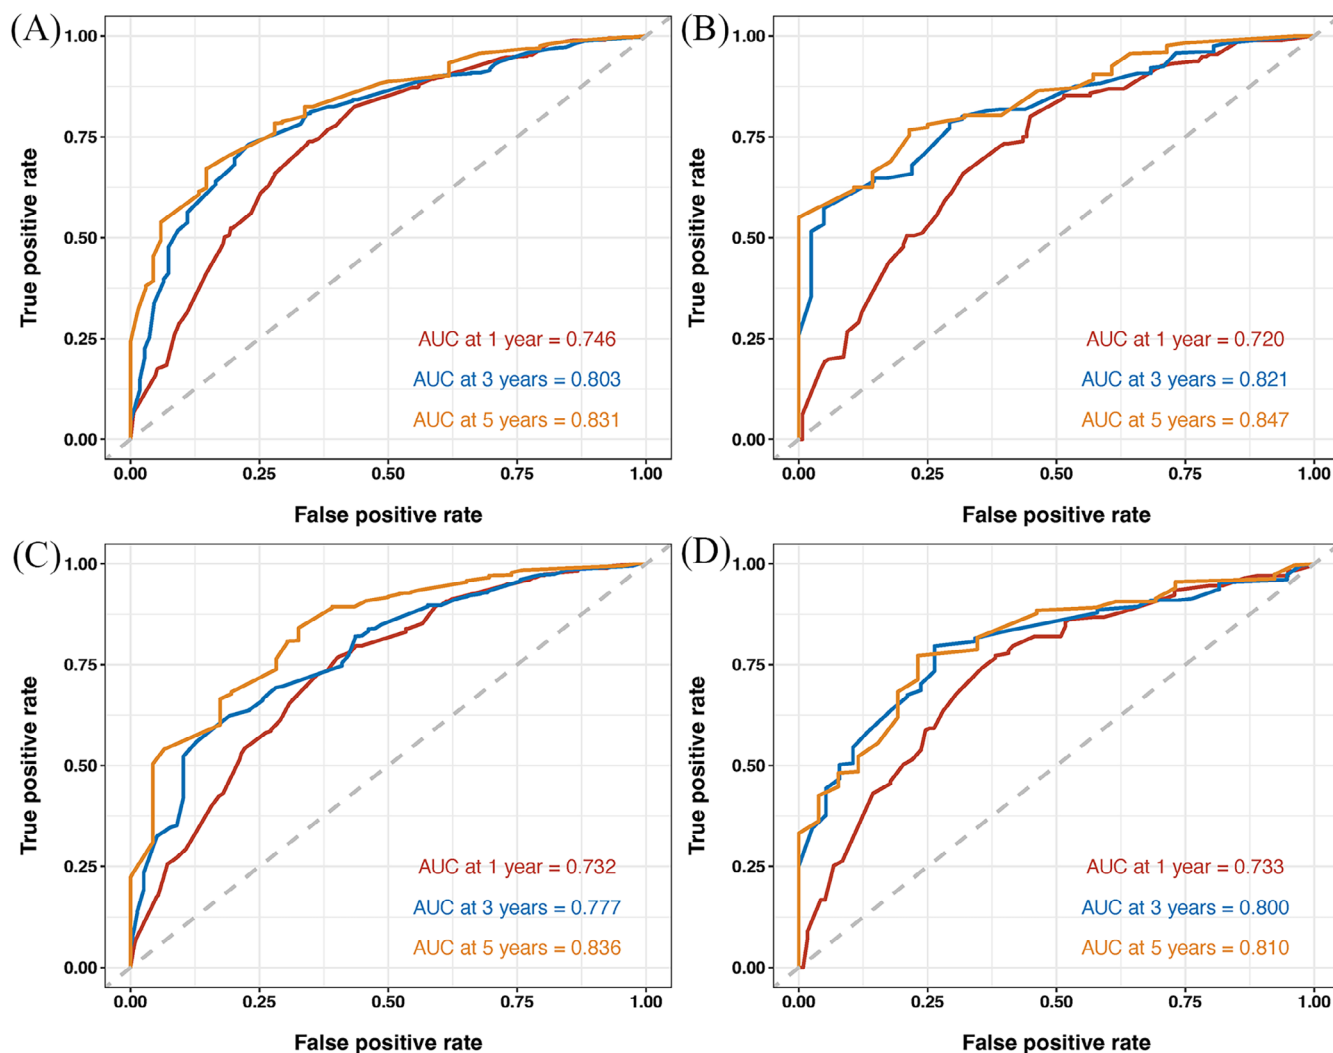 (A)
1.00
0.75
0.50
0.25
0.00
True positive rate
AUC at 1 year = 0.746
AUC at 3 years = 0.803
AUC at 5 years = 0.831
0.00 0.25 0.50 0.75 1.00
False positive rate
(B)
1.00
0.75
0.50
0.25
0.00
True positive rate
AUC at 1 year = 0.720
AUC at 3 years = 0.821
AUC at 5 years = 0.847
0.00 0.25 0.50 0.75 1.00
False positive rate
(C)
1.00
0.75
0.50
0.25
0.00
True positive rate
AUC at 1 year = 0.732
AUC at 3 years = 0.777
AUC at 5 years = 0.836
0.00 0.25 0.50 0.75 1.00
False positive rate
(D)
1.00
0.75
0.50
0.25
0.00
True positive rate
AUC at 1 year = 0.733
AUC at 3 years = 0.800
AUC at 5 years = 0.810
0.00 0.25 0.50 0.75 1.00
False positive rate